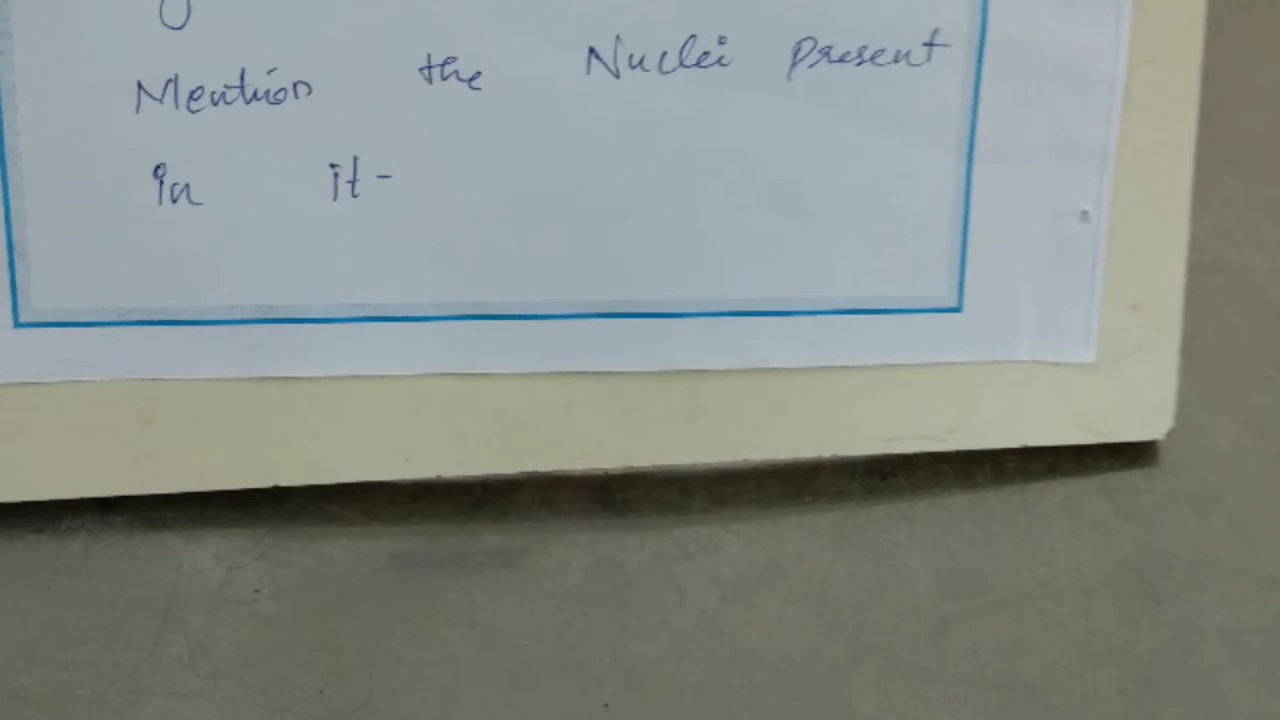 Mention the Nuclei present
in it-